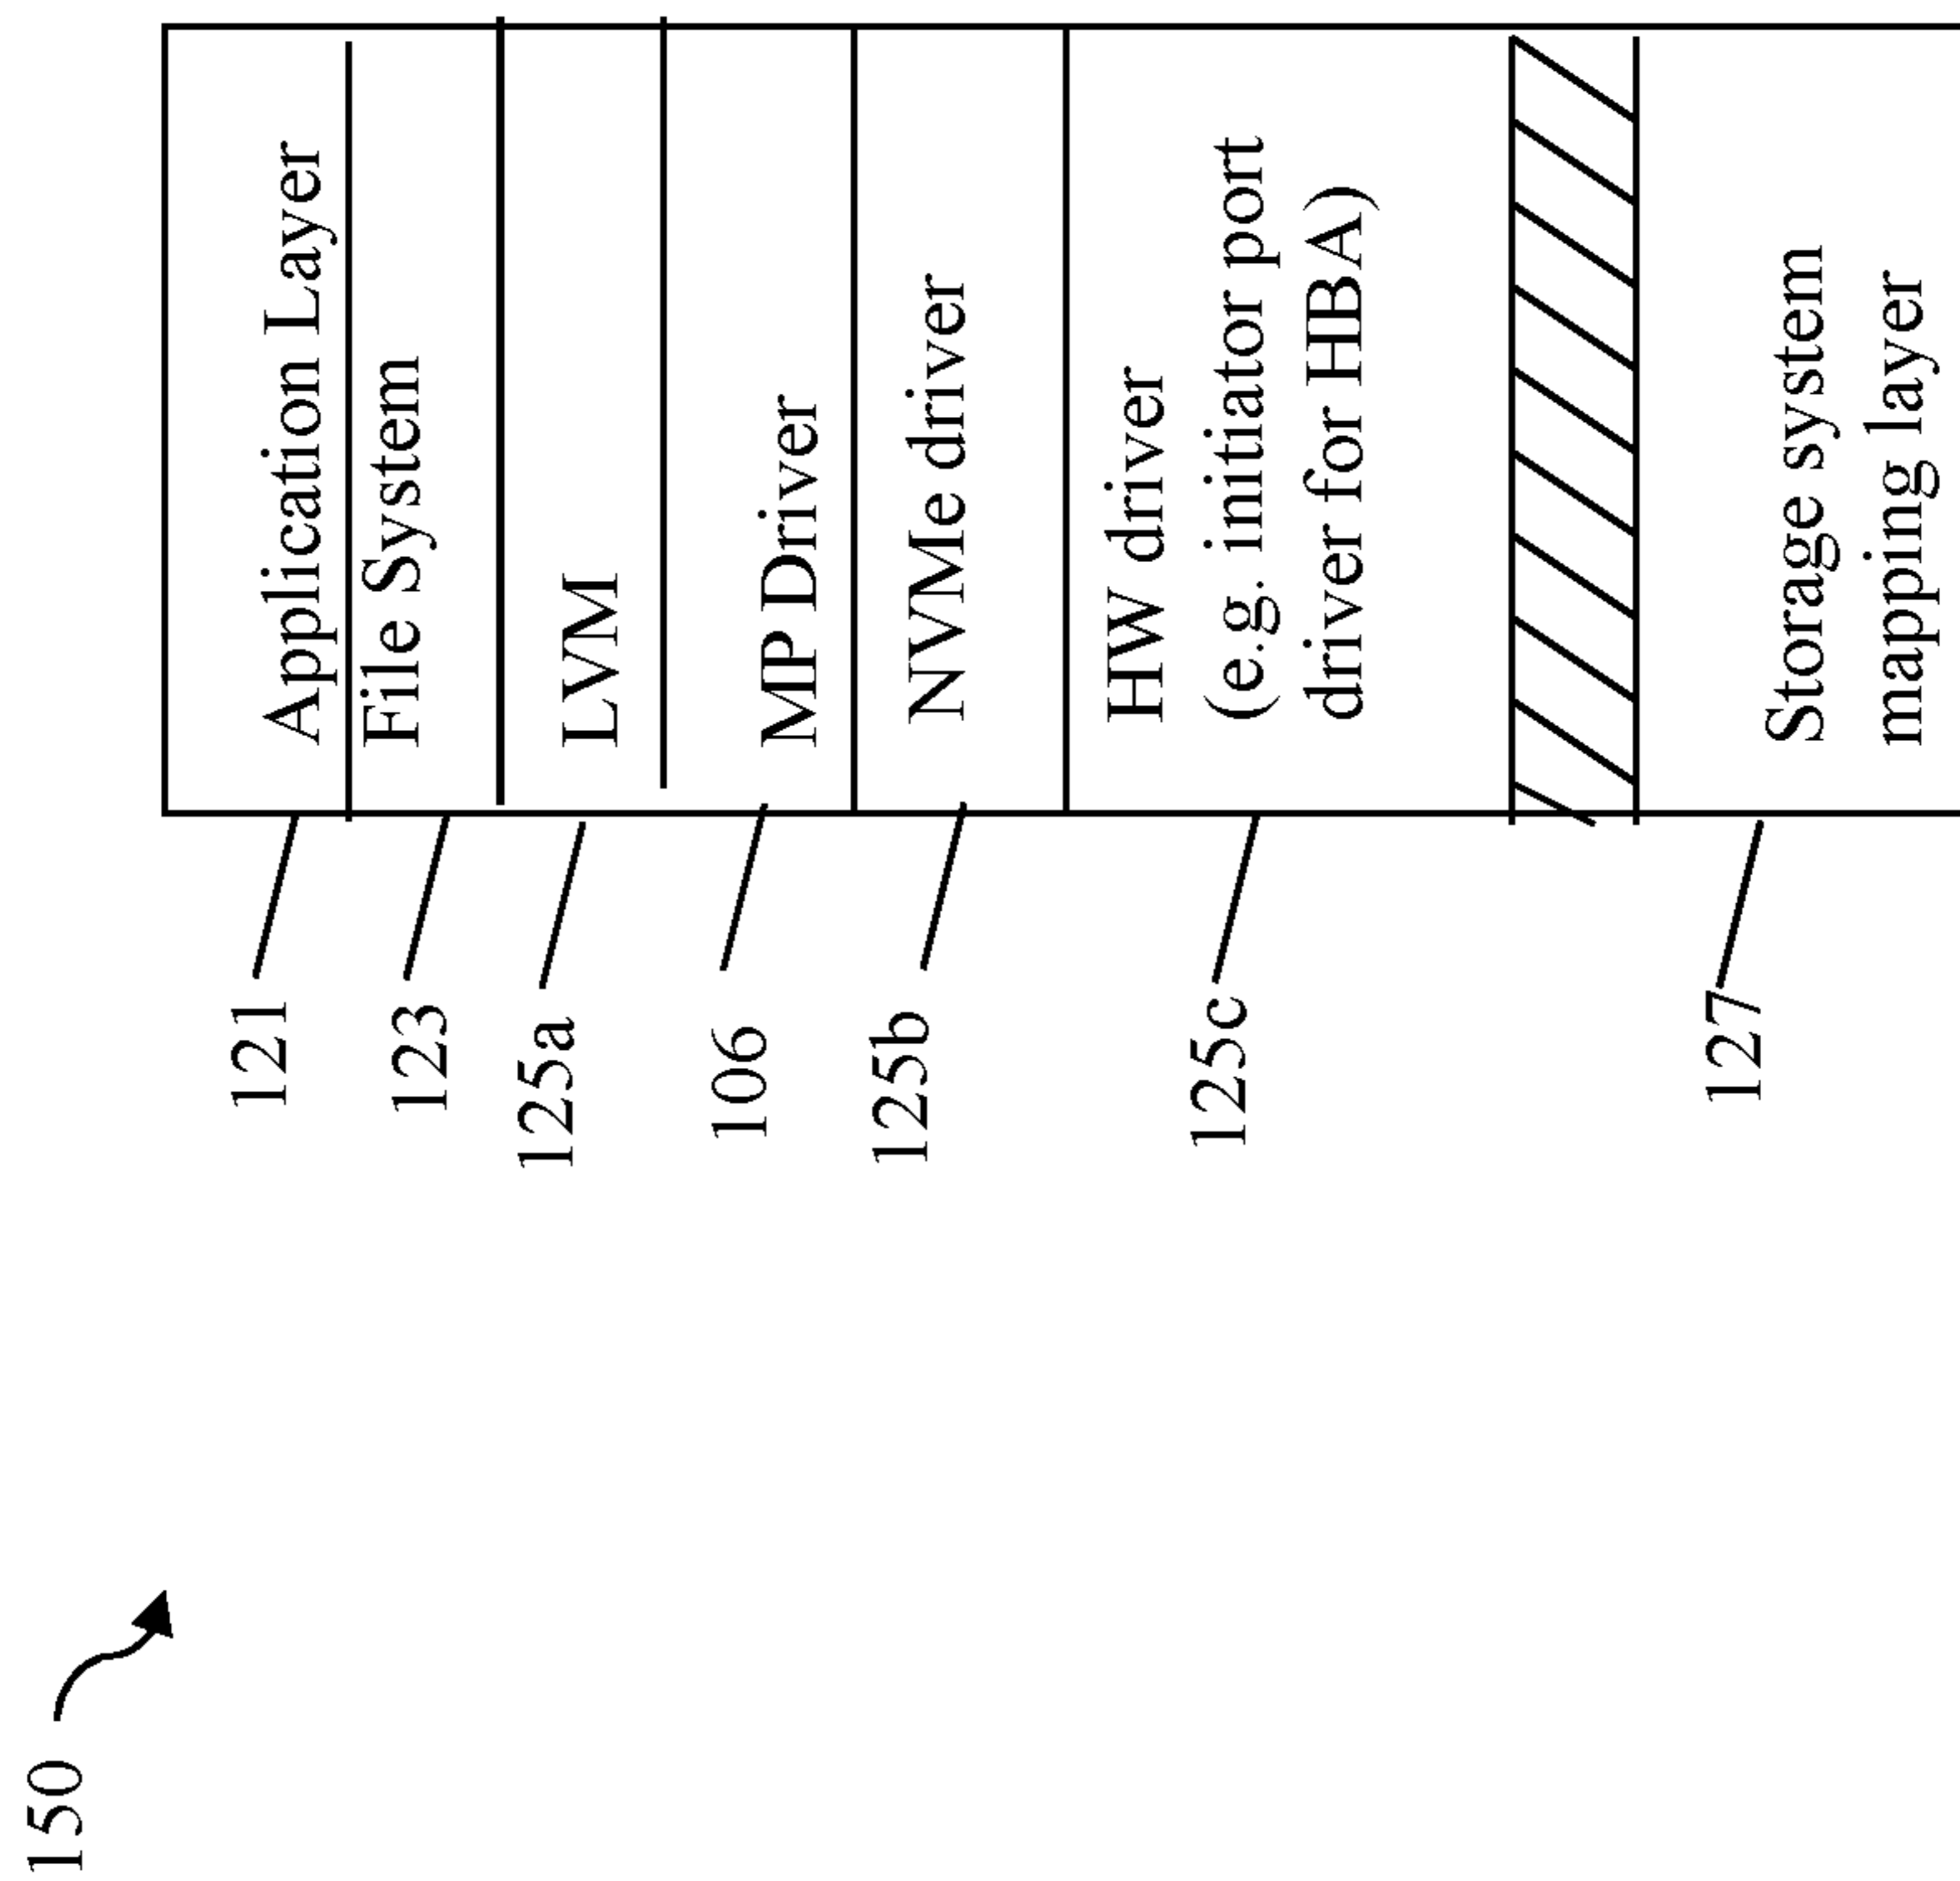 150
121
Application Layer
123
File System
125a
LVM
106
MP Driver
125b
NVMe driver
125c
HW driver
(e.g. initiator port
driver for HBA)
127
Storage system
mapping layer